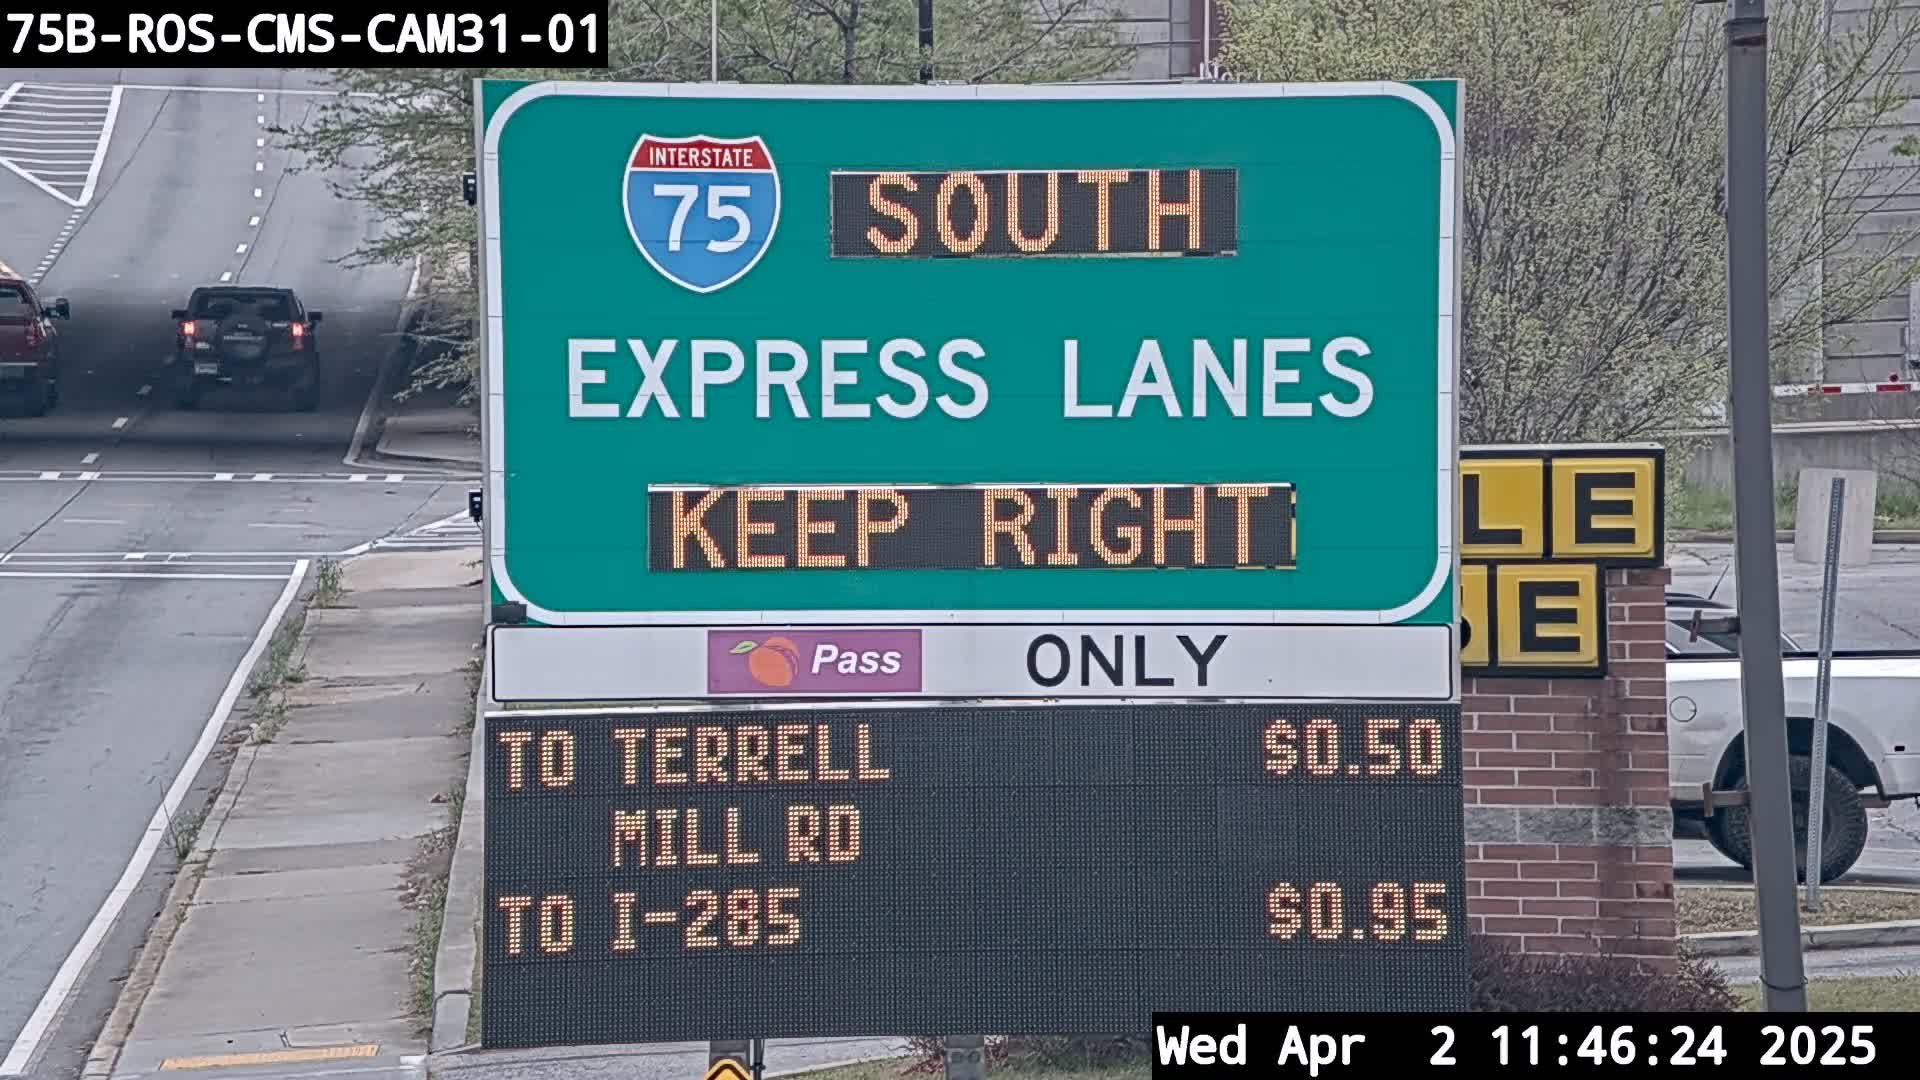 75B-ROS-CMS-CAM31-01
INTERSTATE
75
SOUTH
EXPRESS LANES
KEEP RIGHT
Pass
ONLY
TO TERRELL $0.50
MILL RD
TO I-285 $0.95
LE
E
Wed Apr 2 11:46:24 2025